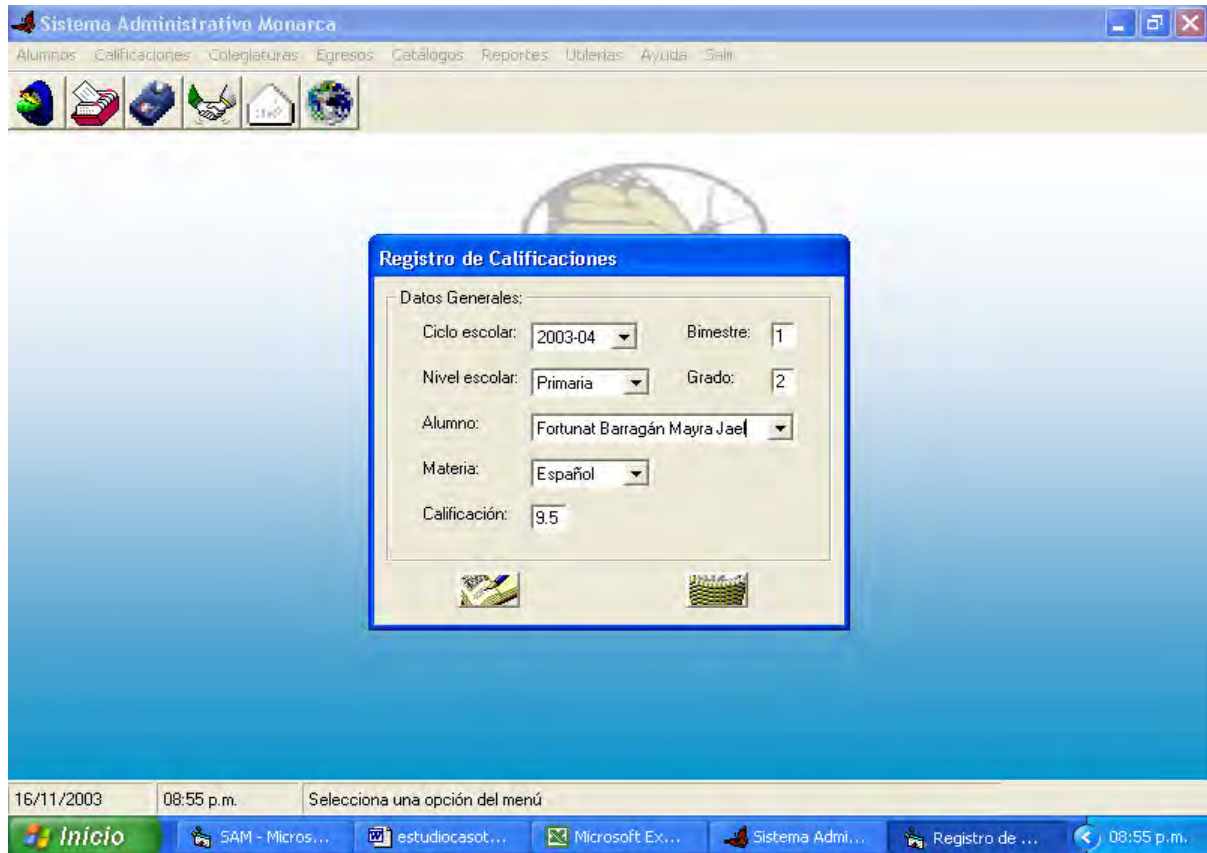 Sistema Administrativo Monarca
Alumnos Calificaciones Colegiaturas Egresos Catálogos Reportes Utilerias Ayuda Salir
Registro de Calificaciones
Datos Generales:
Ciclo escolar: 2003-04 Bimestre: 1
Nivel escolar: Primaria Grado: 2
Alumno: Fortunat Barragán Mayra Jael
Materia: Español
Calificación: 9.5
16/11/2003 08:55 p.m. Selecciona una opción del menú
Inicio SAM - Micros... estudiocasot... Microsoft Ex... Sistema Admi... Registro de ... 08:55 p.m.